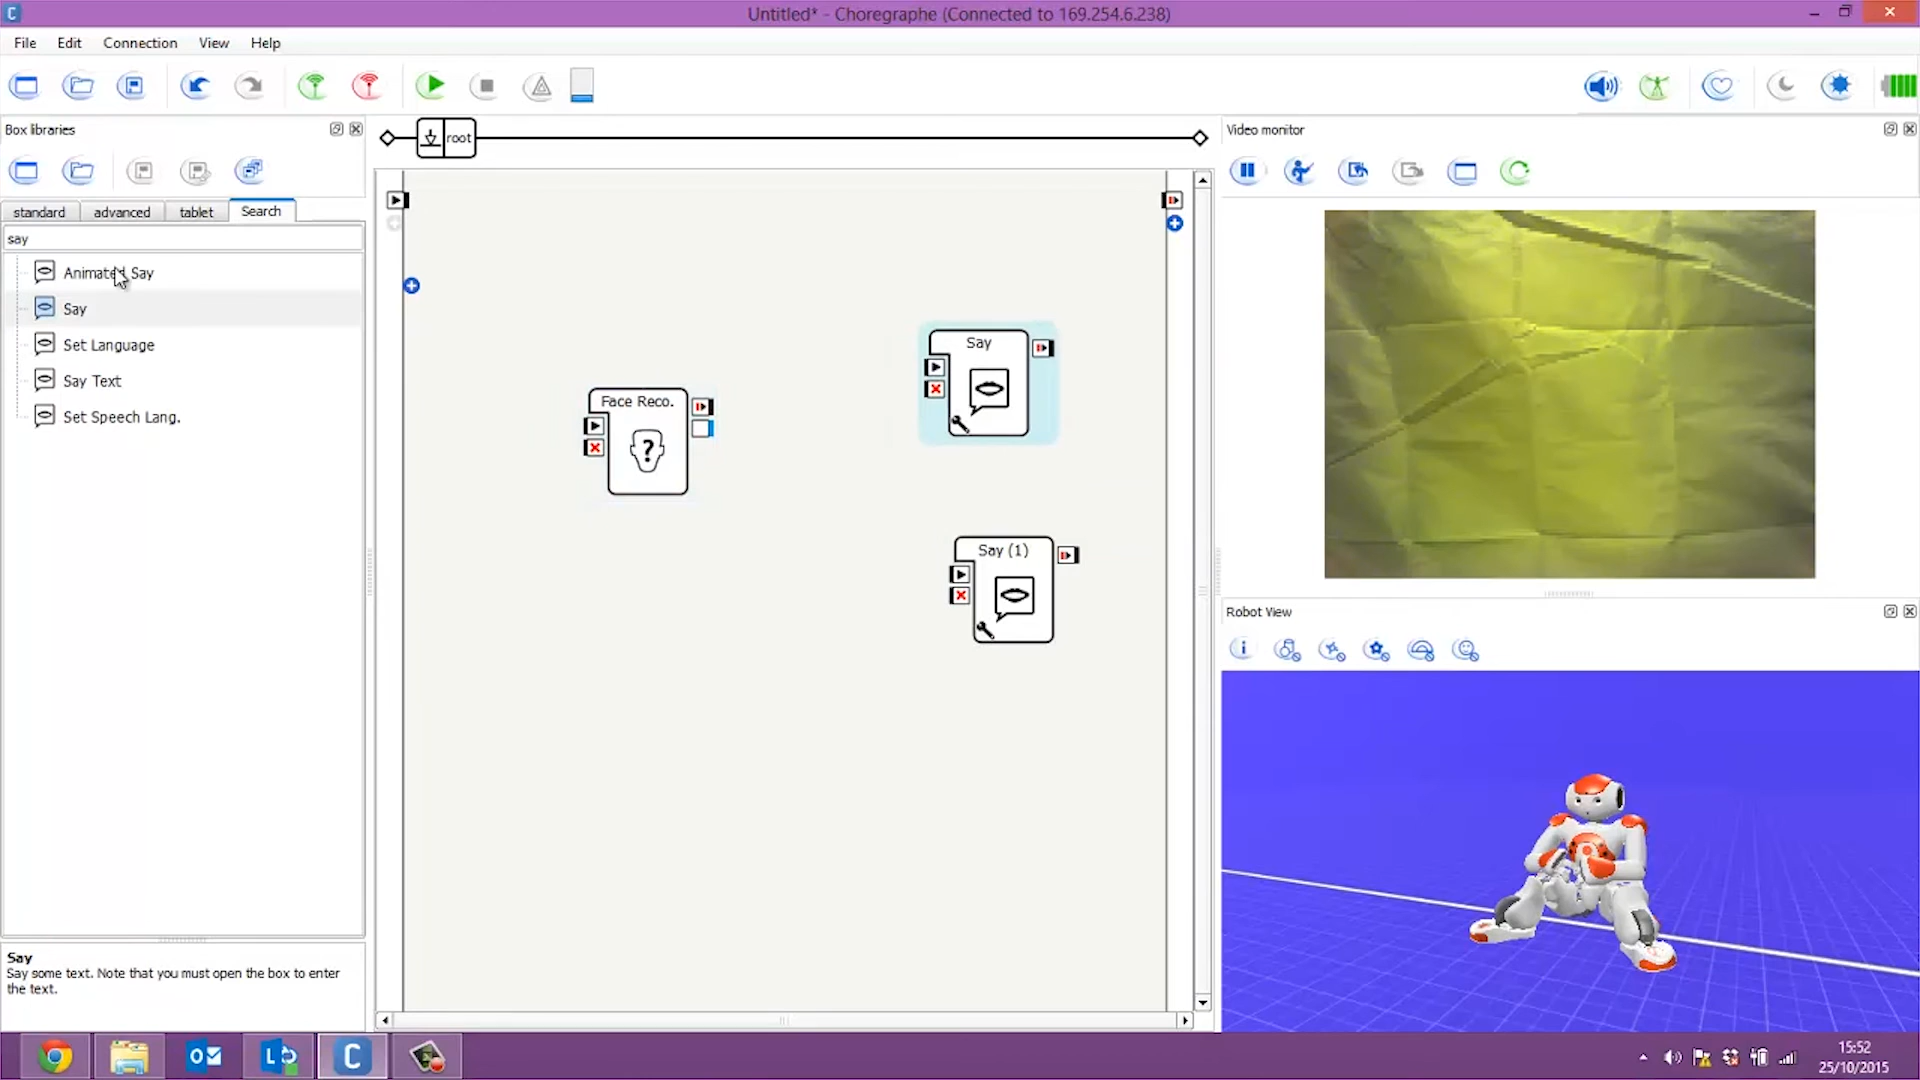 Untitled* - Choregraphe (Connected to 169.254.6.238)
File Edit Connection View Help
Box libraries
root
Video monitor
standard advanced tablet Search
say
Animated Say
Say
Set Language
Say Text
Set Speech Lang.
Say
Face Reco.
?
Say (1)
Robot View
Say
Say some text. Note that you must open the box to enter
the text.
15:52
25/10/2015